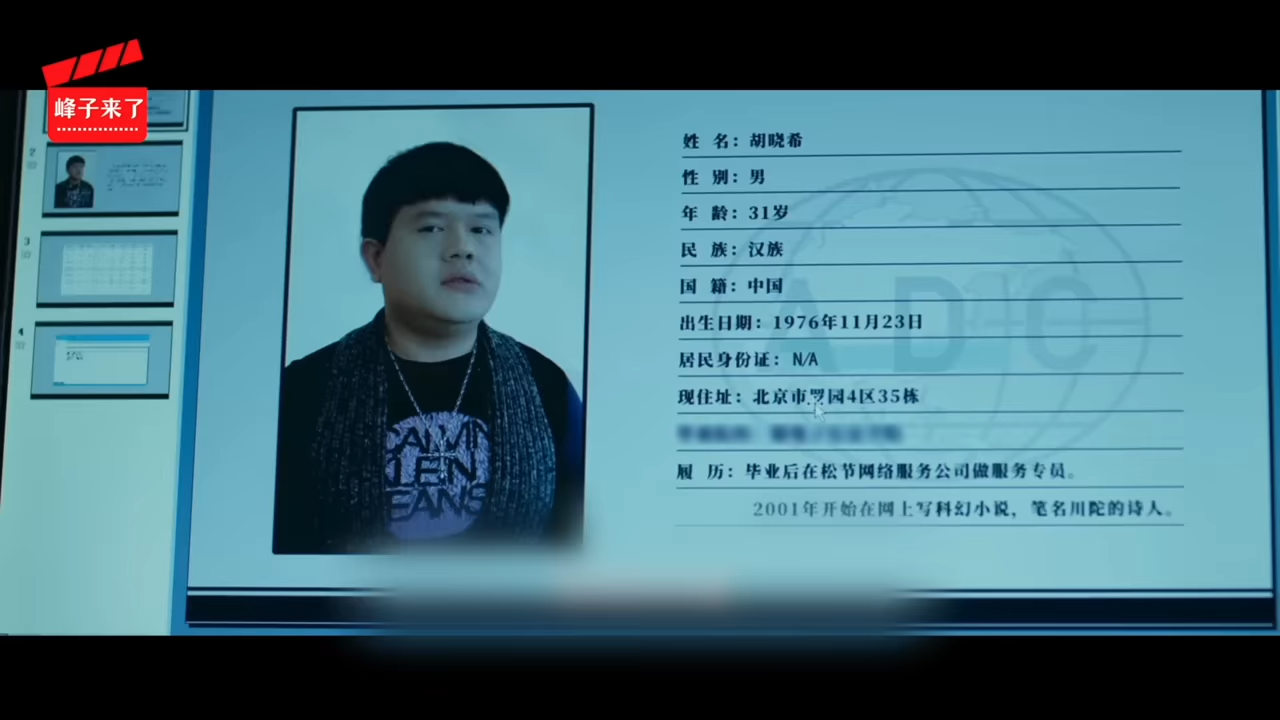 峰子来了
姓 名：胡晓希
性 别：男
年 龄：31岁
民 族：汉族
国 籍：中国
出生日期：1976年11月23日
居民身份证：N/A
现住址：北京市罗园4区35栋
履 历：毕业后在松节网络服务公司做服务专员。
2001年开始在网上写科幻小说，笔名川陀的诗人。
ADC
CALVIN
KLEIN
JEANS
2
3
4